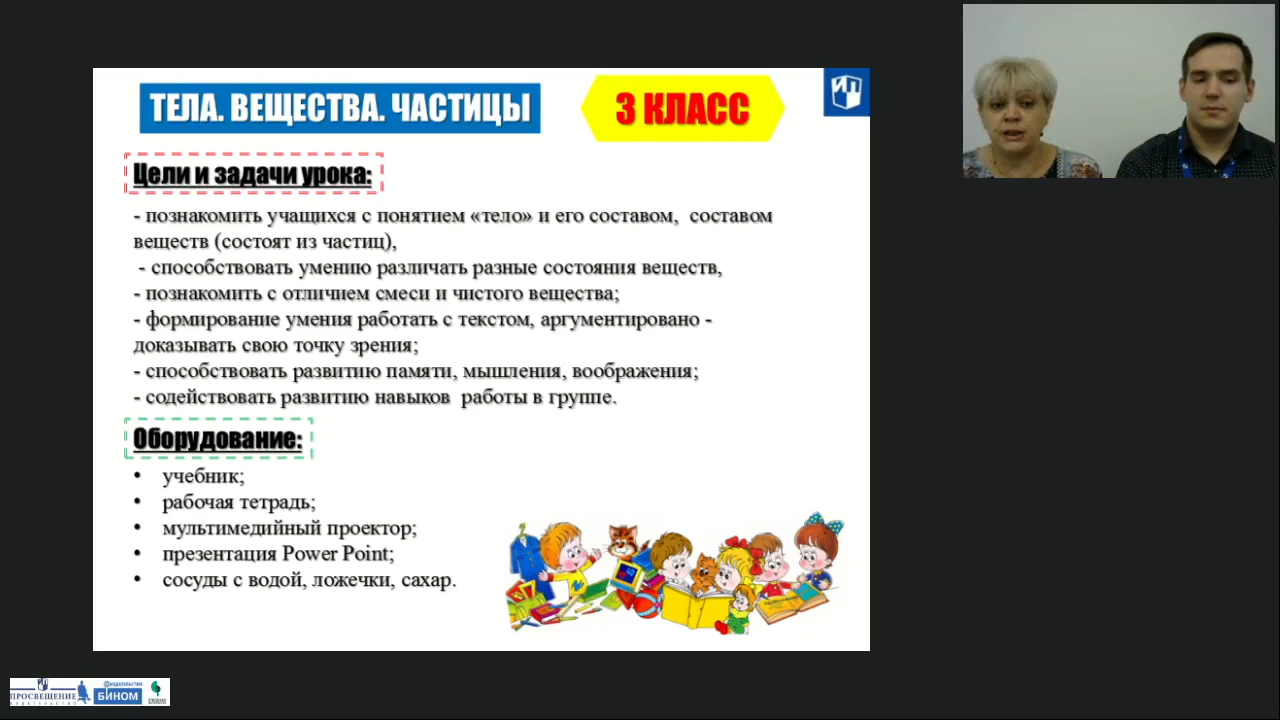 ТЕЛА. ВЕЩЕСТВА. ЧАСТИЦЫ
3 КЛАСС
Цели и задачи урока:
- познакомить учащихся с понятием «тело» и его составом, составом
веществ (состоят из частиц),
- способствовать умению различать разные состояния веществ,
- познакомить с отличием смеси и чистого вещества;
- формирование умения работать с текстом, аргументировано -
доказывать свою точку зрения;
- способствовать развитию памяти, мышления, воображения;
- содействовать развитию навыков работы в группе.
Оборудование:
• учебник;
• рабочая тетрадь;
• мультимедийный проектор;
• презентация Power Point;
• сосуды с водой, ложечки, сахар.
ПРОСВЕЩЕНИЕ
ИЗДАТЕЛЬСТВО
ИЗДАТЕЛЬСТВО
БИНОМ